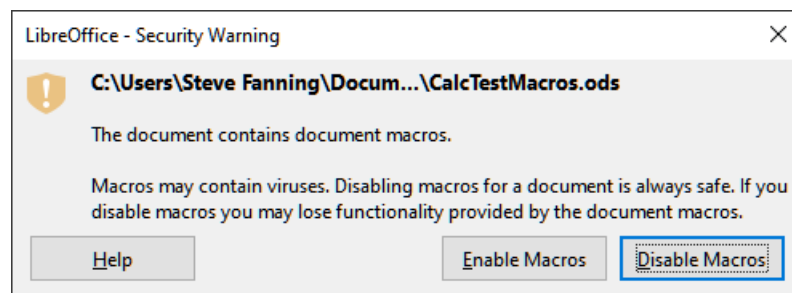 LibreOffice - Security Warning
C:\Users\Steve Fanning\Docum...\CalcTestMacros.ods
The document contains document macros.
Macros may contain viruses. Disabling macros for a document is always safe. If you
disable macros you may lose functionality provided by the document macros.
Help Enable Macros Disable Macros